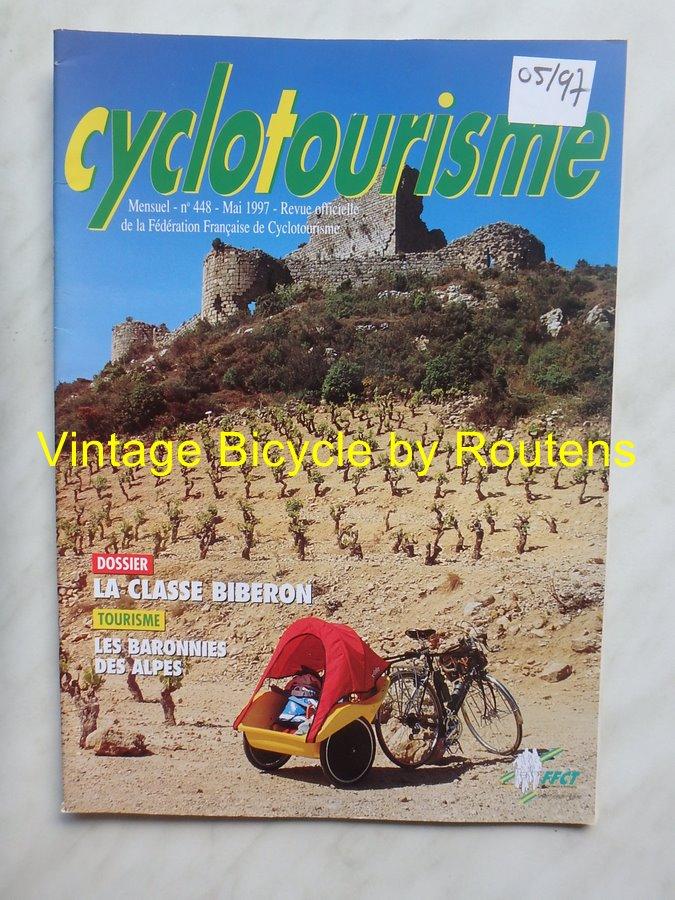 05/97
cyclotourisme
Mensuel - n° 448 - Mai 1997 - Revue officielle
de la Fédération Française de Cyclotourisme
Vintage Bicycle by Routens
DOSSIER
LA CLASSE BIBERON
TOURISME
LES BARONNIES
DES ALPES
FFCT